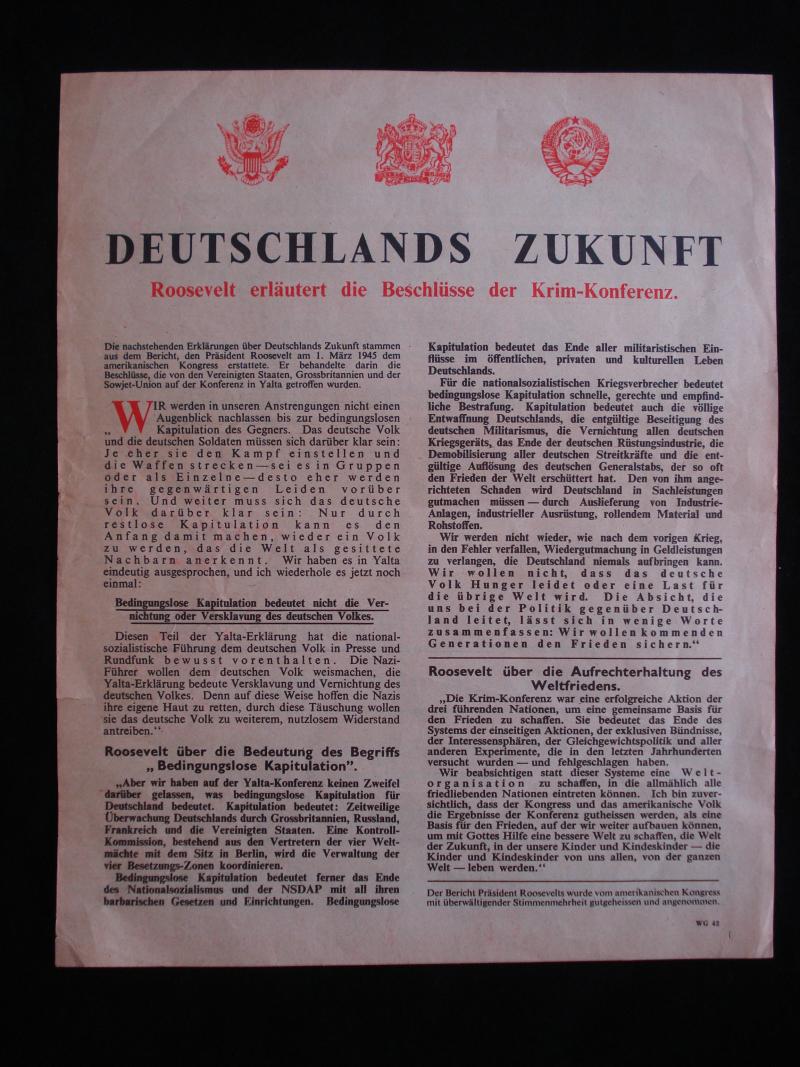 DEUTSCHLANDS ZUKUNFT
Roosevelt erläutert die Beschlüsse der Krim-Konferenz.
Die nachstehenden Erklärungen über Deutschlands Zukunft stammen
aus dem Bericht, den Präsident Roosevelt am 1. März 1945 dem
amerikanischen Kongress erstattete. Er behandelte darin die
Beschlüsse, die von den Vereinigten Staaten, Grossbritannien und der
Sowjet-Union auf der Konferenz in Yalta getroffen wurden.
„WIR werden in unseren Anstrengungen nicht einen
Augenblick nachlassen bis zur bedingungslosen
Kapitulation des Gegners. Das deutsche Volk
und die deutschen Soldaten müssen sich darüber klar sein:
Je eher sie den Kampf einstellen und
die Waffen strecken—sei es in Gruppen
oder als Einzelne—desto eher werden
ihre gegenwärtigen Leiden vorüber
sein. Und weiter muss sich das deutsche
Volk darüber klar sein: Nur durch
restlose Kapitulation kann es den
Anfang damit machen, wieder ein Volk
zu werden, das die Welt als gesittete
Nachbarn anerkennt. Wir haben es in Yalta
eindeutig ausgesprochen, und ich wiederhole es jetzt noch
einmal:
Bedingungslose Kapitulation bedeutet nicht die Ver-
nichtung oder Versklavung des deutschen Volkes.
Diesen Teil der Yalta-Erklärung hat die national-
sozialistische Führung dem deutschen Volk in Presse und
Rundfunk bewusst vorenthalten. Die Nazi-
Führer wollen dem deutschen Volk weismachen, die
Yalta-Erklärung bedeute Versklavung und Vernichtung des
deutschen Volkes. Denn auf diese Weise hoffen die Nazis
ihre eigene Haut zu retten, durch diese Täuschung wollen
sie das deutsche Volk zu weiterem, nutzlosem Widerstand
antreiben.“
Roosevelt über die Bedeutung des Begriffs
„Bedingungslose Kapitulation”.
„Aber wir haben auf der Yalta-Konferenz keinen Zweifel
darüber gelassen, was bedingungslose Kapitulation für
Deutschland bedeutet. Kapitulation bedeutet: Zeitweilige
Überwachung Deutschlands durch Grossbritannien, Russland,
Frankreich und die Vereinigten Staaten. Eine Kontroll-
Kommission, bestehend aus den Vertretern der vier Welt-
mächte mit dem Sitz in Berlin, wird die Verwaltung der
vier Besetzungs-Zonen koordinieren.
Bedingungslose Kapitulation bedeutet ferner das Ende
des Nationalsozialismus und der NSDAP mit all ihren
barbarischen Gesetzen und Einrichtungen. Bedingungslose
Kapitulation bedeutet das Ende aller militaristischen Ein-
flüsse im öffentlichen, privaten und kulturellen Leben
Deutschlands.
Für die nationalsozialistischen Kriegsverbrecher bedeutet
bedingungslose Kapitulation schnelle, gerechte und empfind-
liche Bestrafung. Kapitulation bedeutet auch die völlige
Entwaffnung Deutschlands, die entgültige Beseitigung des
deutschen Militarismus, die Vernichtung allen deutschen
Kriegsgeräts, das Ende der deutschen Rüstungsindustrie, die
Demobilisierung aller deutschen Streitkräfte und die ent-
gültige Auflösung des deutschen Generalstabs, der so oft
den Frieden der Welt erschüttert hat. Den von ihm ange-
richteten Schaden wird Deutschland in Sachleistungen
gutmachen müssen—durch Auslieferung von Industrie-
Anlagen, industrieller Ausrüstung, rollendem Material und
Rohstoffen.
Wir werden nicht wieder, wie nach dem vorigen Krieg,
in den Fehler verfallen, Wiedergutmachung in Geldleistungen
zu verlangen, die Deutschland niemals aufbringen kann.
Wir wollen nicht, dass das deutsche
Volk Hunger leidet oder eine Last für
die übrige Welt wird. Die Absicht, die
uns bei der Politik gegenüber Deutsch-
land leitet, lässt sich in wenige Worte
zusammenfassen: Wir wollen kommenden
Generationen den Frieden sichern.“
Roosevelt über die Aufrechterhaltung des
Weltfriedens.
„Die Krim-Konferenz war eine erfolgreiche Aktion der
drei führenden Nationen, um eine gemeinsame Basis für
den Frieden zu schaffen. Sie bedeutet das Ende des
Systems der einseitigen Aktionen, der exklusiven Bündnisse,
der Interessensphären, der Gleichgewichtspolitik und aller
anderen Experimente, die in den letzten Jahrhunderten
versucht wurden—und fehlgeschlagen haben.
Wir beabsichtigen statt dieser Systeme eine Welt-
organisation zu schaffen, in die allmählich alle
friedliebenden Nationen eintreten können. Ich bin zuver-
sichtlich, dass der Kongress und das amerikanische Volk
die Ergebnisse der Konferenz gutheissen werden, als eine
Basis für den Frieden, auf der wir weiter aufbauen können,
um mit Gottes Hilfe eine bessere Welt zu schaffen, die Welt
der Zukunft, in der unsere Kinder und Kindeskinder — die
Kinder und Kindeskinder von uns allen, von der ganzen
Welt — leben werden.“
Der Bericht Präsident Roosevelts wurde vom amerikanischen Kongress
mit überwältigender Stimmenmehrheit gutgeheissen und angenommen.
WG 42